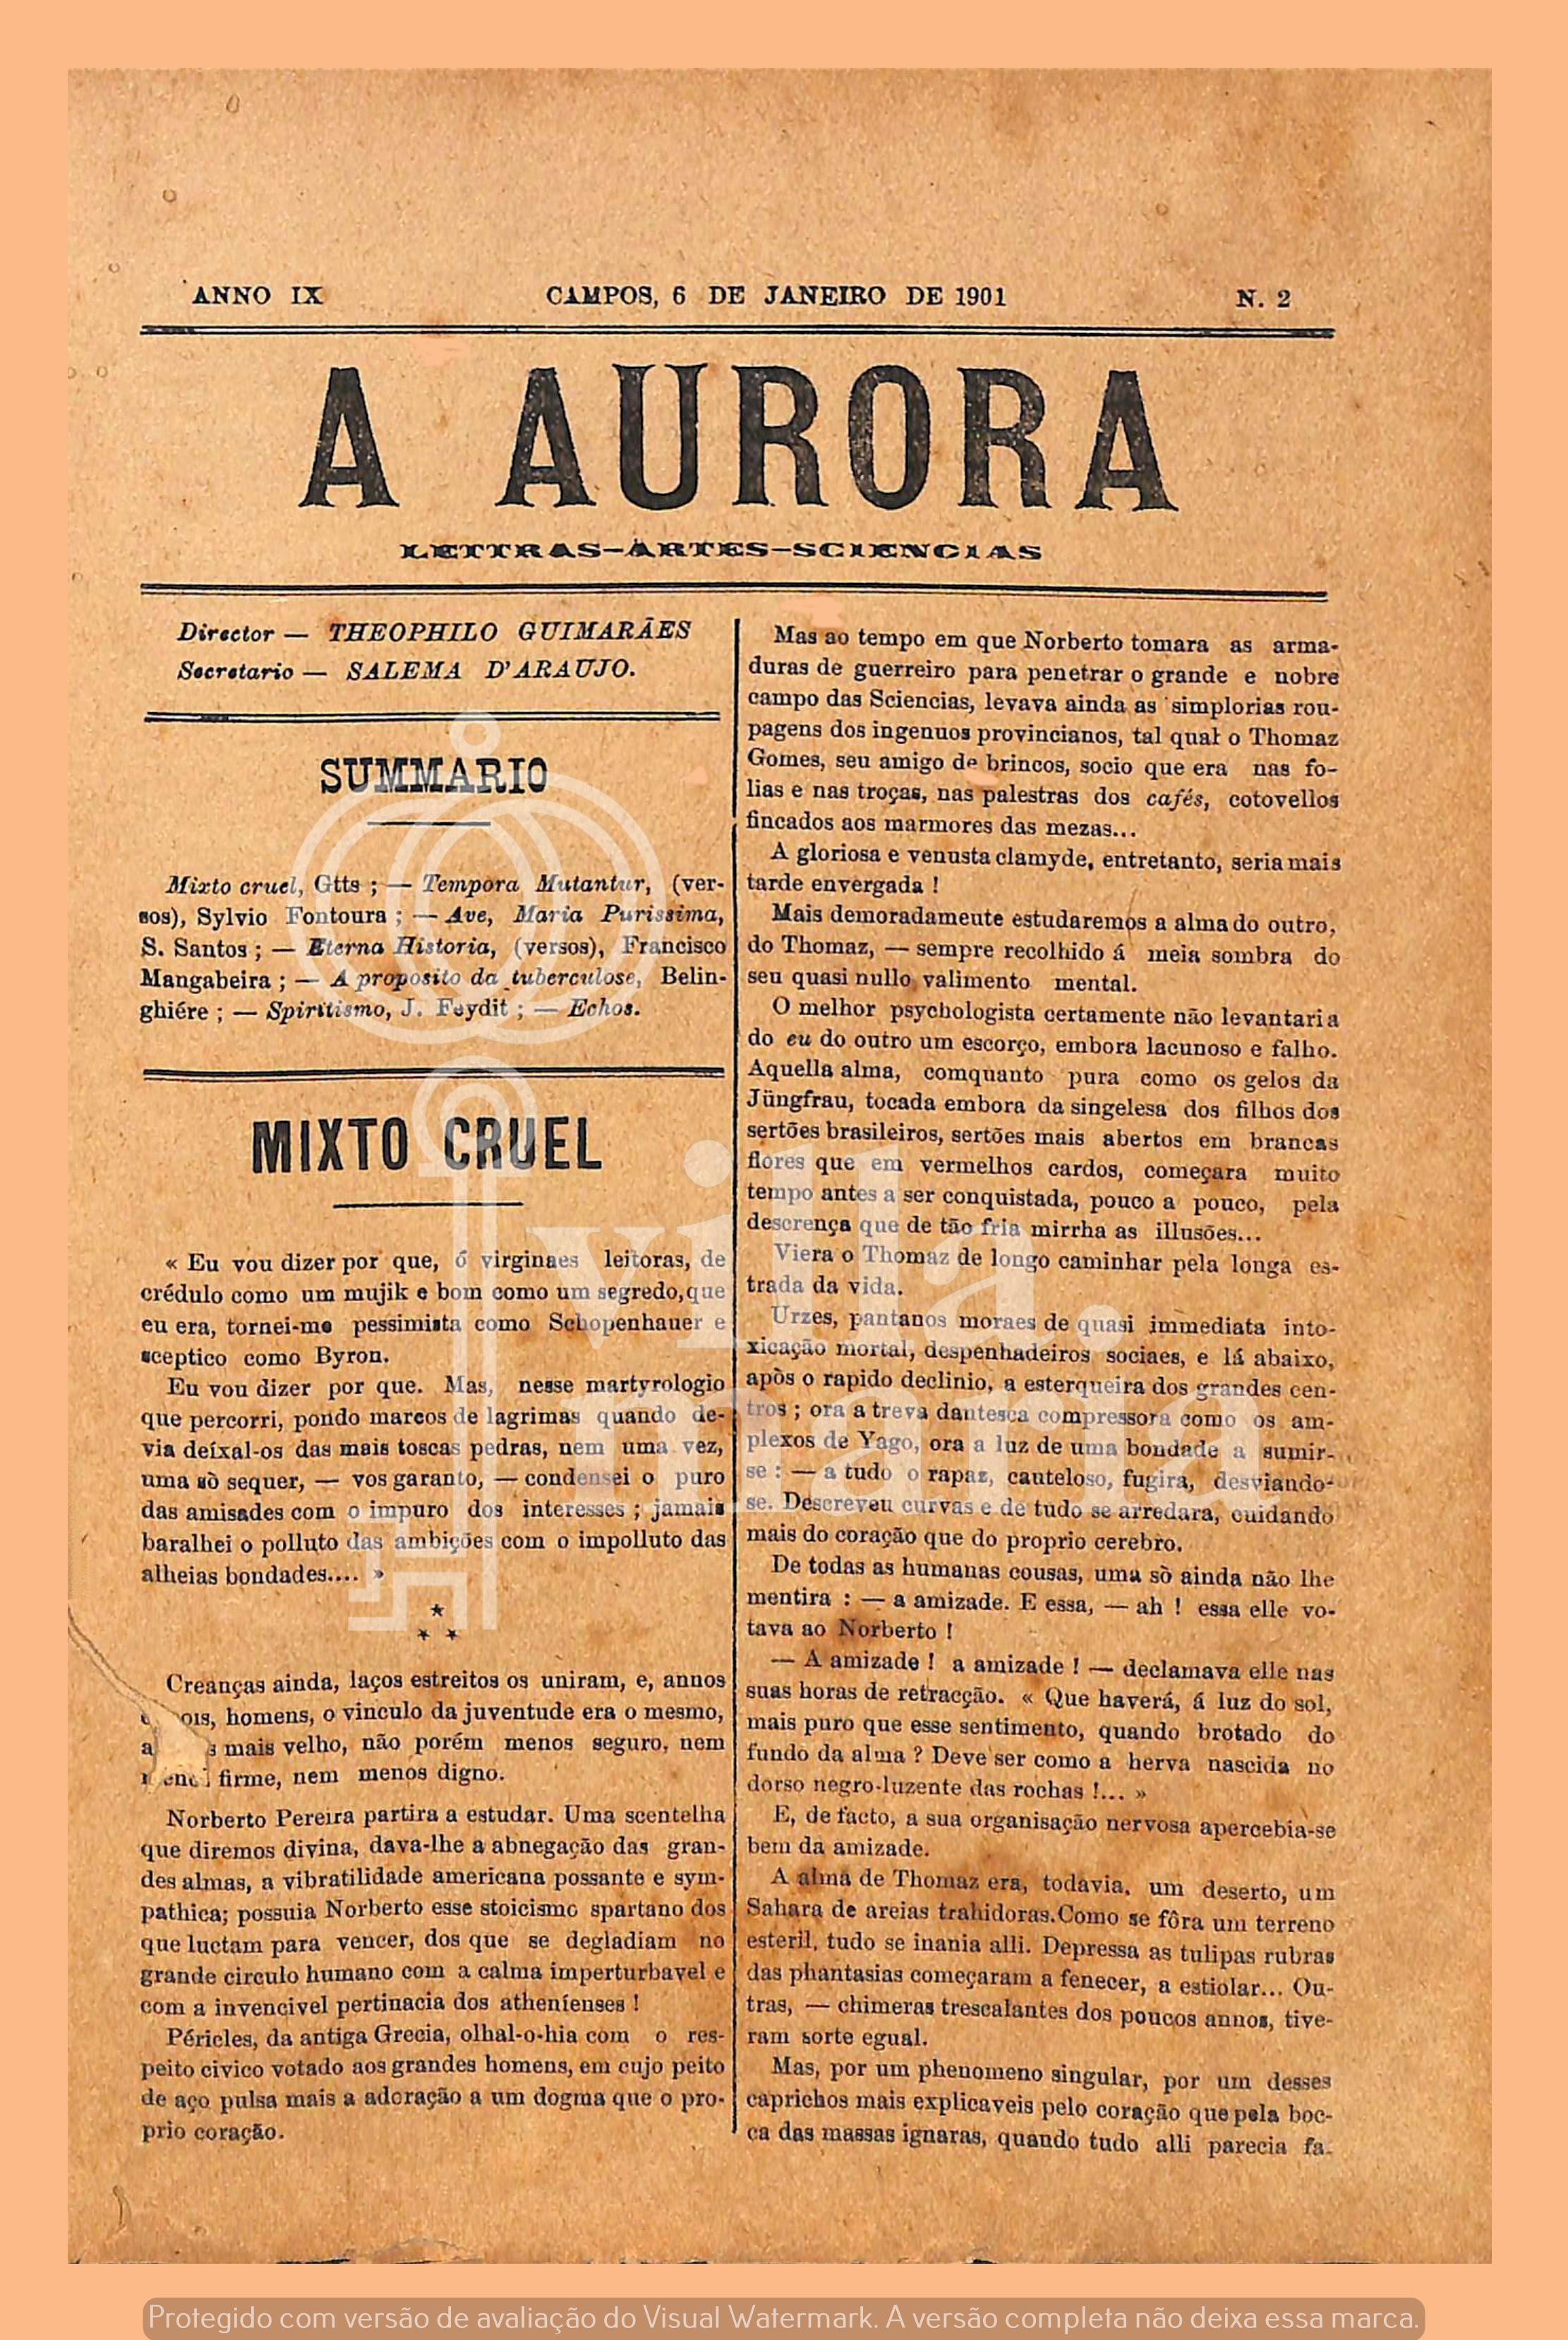 ANNO IX CAMPOS, 6 DE JANEIRO DE 1901 N. 2
A AURORA
LETTRAS-ARTES-SCIENCIAS
Director — THEOPHILO GUIMARÃES
Secretario — SALEMA D'ARAUJO.
SUMMARIO
Mixto cruel, Gtts ; — Tempora Mutantur, (ver-
sos), Sylvio Fontoura ; — Ave, Maria Purissima,
S. Santos ; — Eterna Historia, (versos), Francisco
Mangabeira ; — A proposito da tuberculose, Belin-
ghiére ; — Spiritismo, J. Feydit ; — Echos.
MIXTO CRUEL
« Eu vou dizer por que, ó virginaes leitoras, de
crédulo como um mujik e bom como um segredo, que
eu era, tornei-me pessimista como Schopenhauer e
sceptico como Byron.
Eu vou dizer por que. Mas, nesse martyrologio
que percorri, pondo marcos de lagrimas quando de-
via deixal-os das mais toscas pedras, nem uma vez,
uma sò sequer, — vos garanto, — condensei o puro
das amisades com o impuro dos interesses ; jamais
baralhei o polluto das ambições com o impolluto das
alheias bondades.... »
Creanças ainda, laços estreitos os uniram, e, annos
homens, o vinculo da juventude era o mesmo,
mais velho, não porém menos seguro, nem
firme, nem menos digno.
Norberto Pereira partira a estudar. Uma scentelha
que diremos divina, dava-lhe a abnegação das gran-
des almas, a vibratilidade americana possante e sym-
pathica; possuia Norberto esse stoicismo spartano dos
que luctam para vencer, dos que se degladiam no
grande circulo humano com a calma imperturbavel e
com a invencivel pertinacia dos athenienses !
Péricles, da antiga Grecia, olhal-o-hia com o res-
peito civico votado aos grandes homens, em cujo peito
de aço pulsa mais a adoração a um dogma que o pro-
prio coração.
Mas ao tempo em que Norberto tomara as arma-
duras de guerreiro para penetrar o grande e nobre
campo das Sciencias, levava ainda as simplorias rou-
pagens dos ingenuos provincianos, tal qual o Thomaz
Gomes, seu amigo de brincos, socio que era nas fo-
lias e nas troças, nas palestras dos cafés, cotovellos
fincados aos marmores das mezas...
A gloriosa e venusta clamyde, entretanto, seria mais
tarde envergada !
Mais demoradamente estudaremos a alma do outro,
do Thomaz, — sempre recolhido á meia sombra do
seu quasi nullo valimento mental.
O melhor psychologista certamente não levantaria
do eu do outro um escorço, embora lacunoso e falho.
Aquella alma, comquanto pura como os gelos da
Jüngfrau, tocada embora da singelesa dos filhos dos
sertões brasileiros, sertões mais abertos em brancas
flores que em vermelhos cardos, começara muito
tempo antes a ser conquistada, pouco a pouco, pela
descrença que de tão fria mirrha as illusões...
Viera o Thomaz de longo caminhar pela longa es-
trada da vida.
Urzes, pantanos moraes de quasi immediata into-
xicação mortal, despenhadeiros sociaes, e lá abaixo,
apòs o rapido declinio, a esterqueira dos grandes cen-
tros ; ora a treva dantesca compressora como os am-
plexos de Yago, ora a luz de uma bondade a sumir-
se : — a tudo o rapaz, cauteloso, fugira, desviando-
se. Descreveu curvas e de tudo se arredara, cuidando
mais do coração que do proprio cerebro.
De todas as humanas cousas, uma sò ainda não lhe
mentira : — a amizade. E essa, — ah ! essa elle vo-
tava ao Norberto !
— A amizade ! a amizade ! — declamava elle nas
suas horas de retracção. « Que haverá, á luz do sol,
mais puro que esse sentimento, quando brotado do
fundo da alma ? Deve ser como a herva nascida no
dorso negro-luzente das rochas !... »
E, de facto, a sua organisação nervosa apercebia-se
bem da amizade.
A alma de Thomaz era, todavia, um deserto, um
Sahara de areias trahidoras. Como se fôra um terreno
esteril, tudo se inania alli. Depressa as tulipas rubras
das phantasias começaram a fenecer, a estiolar... Ou-
tras, — chimeras trescalantes dos poucos annos, tive-
ram sorte egual.
Mas, por um phenomeno singular, por um desses
caprichos mais explicaveis pelo coração que pela boc-
ca das massas ignaras, quando tudo alli parecia fa-
villa.
mana
Protegido com versão de avaliação do Visual Watermark. A versão completa não deixa essa marca.